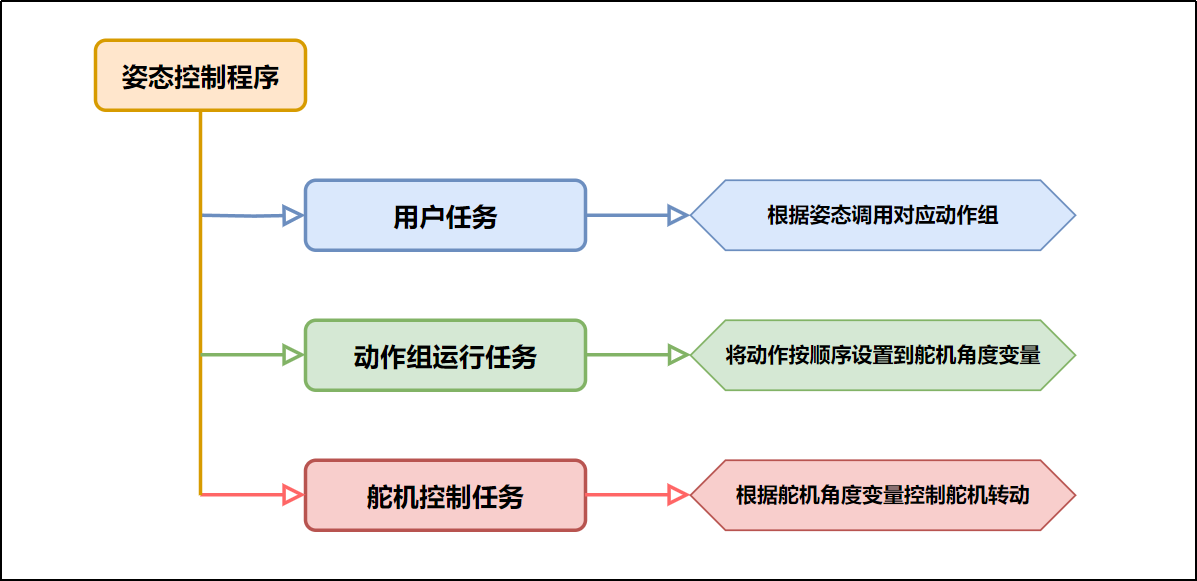 姿态控制程序
用户任务
根据姿态调用对应动作组
动作组运行任务
将动作按顺序设置到舵机角度变量
舵机控制任务
根据舵机角度变量控制舵机转动